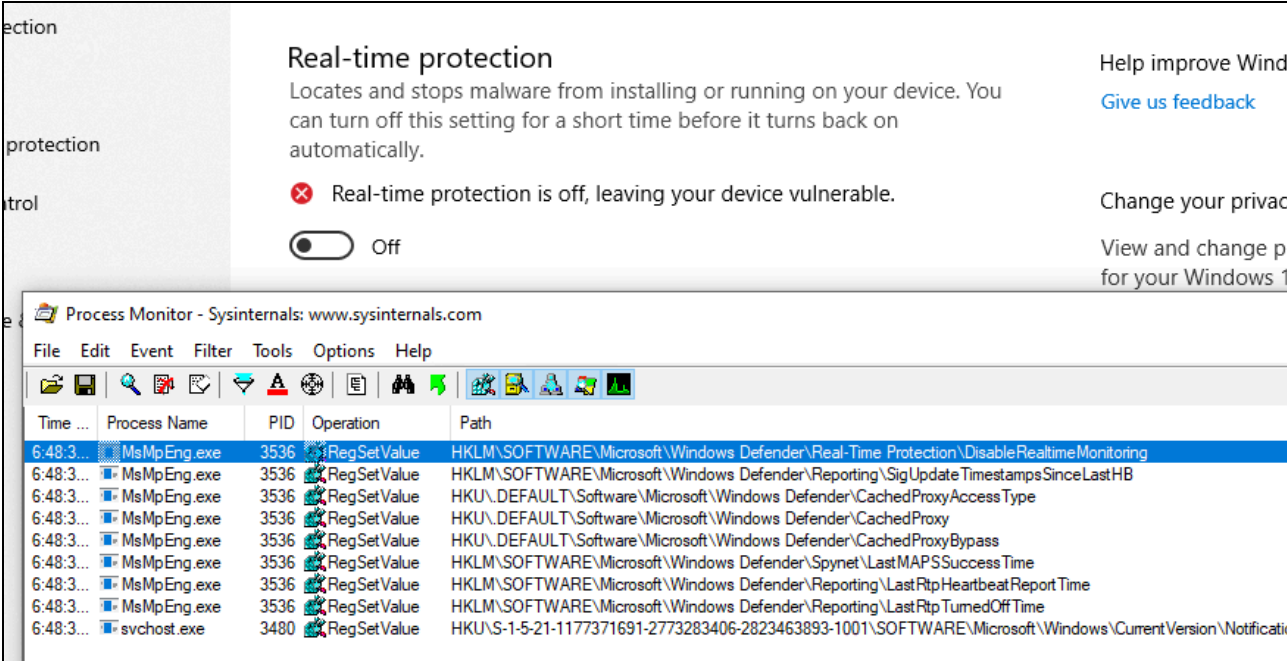 ection
Real-time protection
Help improve Wind
Locates and stops malware from installing or running on your device. You
Give us feedback
can turn off this setting for a short time before it turns back on
protection
automatically.
Real-time protection is off, leaving your device vulnerable.
ntrol
Change your privac
Off
View and change p
for your Windows 1
e &
Process Monitor - Sysinternals: www.sysinternals.com
File Edit Event Filter Tools Options Help
Time ... Process Name PID Operation Path
6:48:3... MsMpEng.exe 3536 RegSetValue HKLM\SOFTWARE\Microsoft\Windows Defender\Real-Time Protection\DisableRealtimeMonitoring
6:48:3... MsMpEng.exe 3536 RegSetValue HKLM\SOFTWARE\Microsoft\Windows Defender\Reporting\SigUpdateTimestampsSinceLastHB
6:48:3... MsMpEng.exe 3536 RegSetValue HKU\.DEFAULT\Software\Microsoft\Windows Defender\CachedProxyAccessType
6:48:3... MsMpEng.exe 3536 RegSetValue HKU\.DEFAULT\Software\Microsoft\Windows Defender\CachedProxy
6:48:3... MsMpEng.exe 3536 RegSetValue HKU\.DEFAULT\Software\Microsoft\Windows Defender\CachedProxyBypass
6:48:3... MsMpEng.exe 3536 RegSetValue HKLM\SOFTWARE\Microsoft\Windows Defender\Spynet\LastMAPSSuccessTime
6:48:3... MsMpEng.exe 3536 RegSetValue HKLM\SOFTWARE\Microsoft\Windows Defender\Reporting\LastRtpHeartbeatReportTime
6:48:3... MsMpEng.exe 3536 RegSetValue HKLM\SOFTWARE\Microsoft\Windows Defender\Reporting\LastRtpTurnedOffTime
6:48:3... svchost.exe 3480 RegSetValue HKU\S-1-5-21-1177371691-2773283406-2823463893-1001\SOFTWARE\Microsoft\Windows\CurrentVersion\Notificati